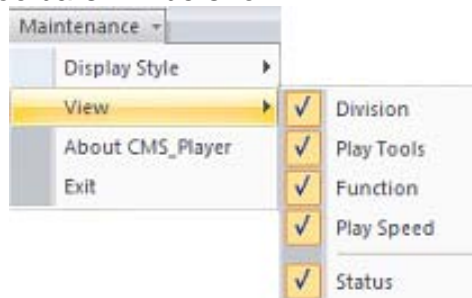 Maintenance
Display Style
View
About CMS_Player
Exit
Division
Play Tools
Function
Play Speed
Status